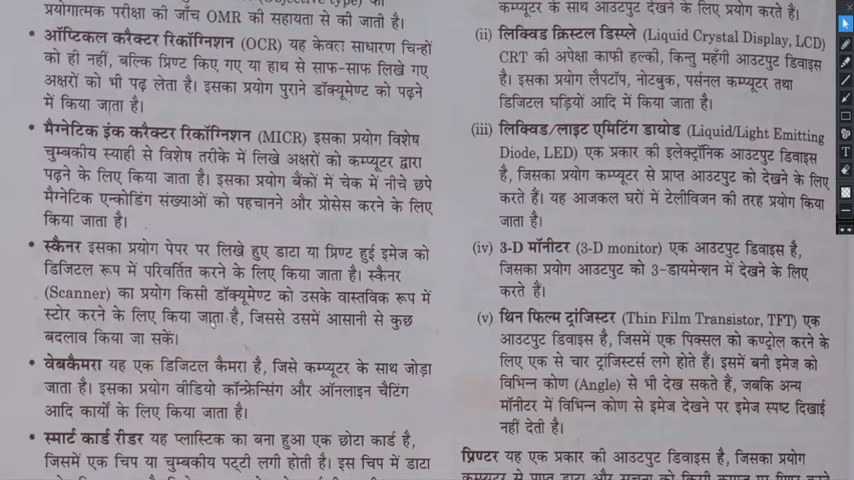 प्रयोगात्मक परीक्षा की जाँच OMR की सहायता से की जाती है।
• ऑप्टिकल करैक्टर रिकॉग्निशन (OCR) यह केवल साधारण चिन्हों
को ही नहीं, बल्कि प्रिण्ट किए गए या हाथ से साफ-साफ लिखे गए
अक्षरों को भी पढ़ लेता है। इसका प्रयोग पुराने डॉक्यूमेण्ट को पढ़ने
में किया जाता है।
• मैग्नेटिक इंक करैक्टर रिकॉग्निशन (MICR) इसका प्रयोग विशेष
चुम्बकीय स्याही से विशेष तरीके में लिखे अक्षरों को कम्प्यूटर द्वारा
पढ़ने के लिए किया जाता है। इसका प्रयोग बैंकों में चेक में नीचे छपे
मैग्नेटिक एन्कोडिंग संख्याओं को पहचानने और प्रोसेस करने के लिए
किया जाता है।
• स्कैनर इसका प्रयोग पेपर पर लिखे हुए डाटा या प्रिण्ट हुई इमेज को
डिजिटल रूप में परिवर्तित करने के लिए किया जाता है। स्कैनर
(Scanner) का प्रयोग किसी डॉक्यूमेण्ट को उसके वास्तविक रूप में
स्टोर करने के लिए किया जाता है, जिससे उसमें आसानी से कुछ
बदलाव किया जा सकें।
• वेबकैमरा यह एक डिजिटल कैमरा है, जिसे कम्प्यूटर के साथ जोड़ा
जाता है। इसका प्रयोग वीडियो कॉन्फ्रेन्सिंग और ऑनलाइन चैटिंग
आदि कार्यों के लिए किया जाता है।
• स्मार्ट कार्ड रीडर यह प्लास्टिक का बना हुआ एक छोटा कार्ड है,
जिसमें एक चिप या चुम्बकीय पट्टी लगी होती है। इस चिप में डाटा
कम्प्यूटर के साथ आउटपुट देखने के लिए प्रयोग करते है।
(ii) लिक्विड क्रिस्टल डिस्प्ले (Liquid Crystal Display, LCD)
CRT की अपेक्षा काफी हल्की, किन्तु महँगी आउटपुट डिवाइस
है। इसका प्रयोग लैपटॉप, नोटबुक, पर्सनल कम्प्यूटर तथा
डिजिटल घड़ियों आदि में किया जाता है।
(iii) लिक्विड/लाइट एमिटिंग डायोड (Liquid/Light Emitting
Diode, LED) एक प्रकार की इलेक्ट्रॉनिक आउटपुट डिवाइस
है, जिसका प्रयोग कम्प्यूटर से प्राप्त आउटपुट को देखने के लिए
करते हैं। यह आजकल घरों में टेलीविजन की तरह प्रयोग किया
जाता है।
(iv) 3-D मॉनीटर (3-D monitor) एक आउटपुट डिवाइस है,
जिसका प्रयोग आउटपुट को 3-डायमेन्शन में देखने के लिए
करते हैं।
(v) थिन फिल्म ट्रांजिस्टर (Thin Film Transistor, TFT) एक
आउटपुट डिवाइस है, जिसमें एक पिक्सल को कण्ट्रोल करने के
लिए एक से चार ट्रांजिस्टर्स लगे होते हैं। इसमें बनी इमेज को
विभिन्न कोण (Angle) से भी देख सकते हैं, जबकि अन्य
मॉनीटर में विभिन्न कोण से इमेज देखने पर इमेज स्पष्ट दिखाई
नहीं देती है।
प्रिण्टर यह एक प्रकार की आउटपुट डिवाइस है, जिसका प्रयोग